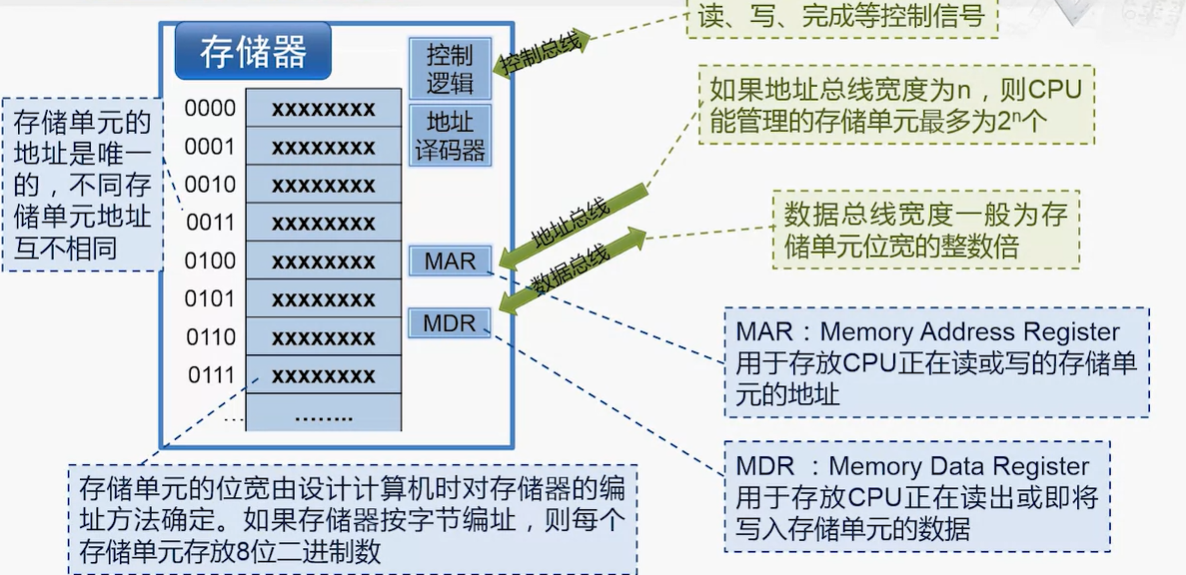 读、写、完成等控制信号
存储器
控制
逻辑
控制总线
地址
译码器
如果地址总线宽度为n，则CPU
能管理的存储单元最多为2ⁿ个
存储单元的
地址是唯一
的，不同存
储单元地址
互不相同
0000 xxxxxxxx
0001 xxxxxxxx
0010 xxxxxxxx
0011 xxxxxxxx
0100 xxxxxxxx
0101 xxxxxxxx
0110 xxxxxxxx
0111 xxxxxxxx
... ........
地址总线
数据总线
数据总线宽度一般为存
储单元位宽的整数倍
MAR
MDR
MAR：Memory Address Register
用于存放CPU正在读或写的存储单
元的地址
MDR ：Memory Data Register
用于存放CPU正在读出或即将
写入存储单元的数据
存储单元的位宽由设计计算机时对存储器的编
址方法确定。如果存储器按字节编址，则每个
存储单元存放8位二进制数